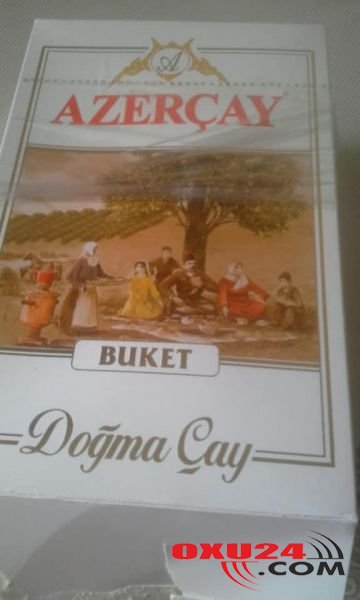 A
AZERÇAY
BUKET
Doğma Çay
OXU24
.COM